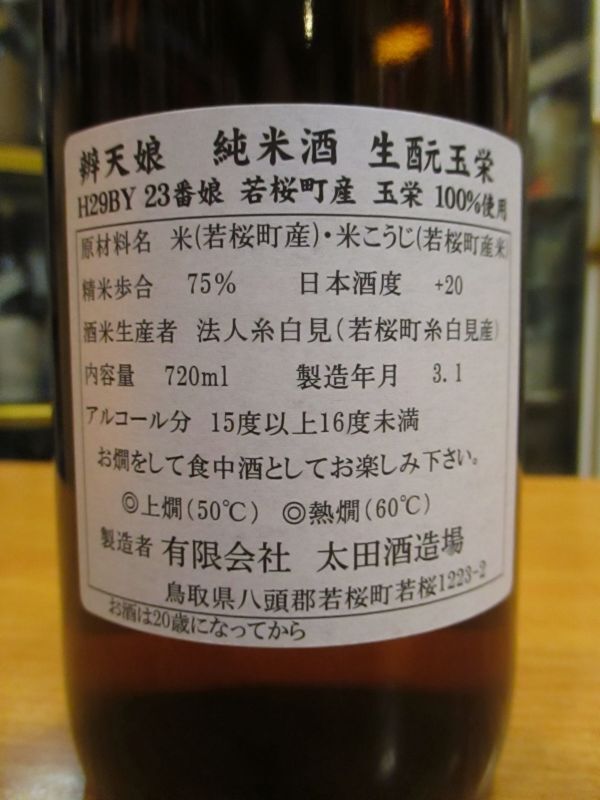 辨天娘 純米酒 生酛玉栄
H29BY 23番娘 若桜町産 玉栄 100%使用
原材料名 米(若桜町産)・米こうじ(若桜町産米)
精米歩合 75% 日本酒度 +20
酒米生産者 法人糸白見(若桜町糸白見産)
内容量 720ml 製造年月 3.1
アルコール分 15度以上16度未満
お燗をして食中酒としてお楽しみ下さい。
◎上燗(50℃) ◎熱燗(60℃)
製造者 有限会社 太田酒造場
鳥取県八頭郡若桜町若桜1223-2
お酒は20歳になってから